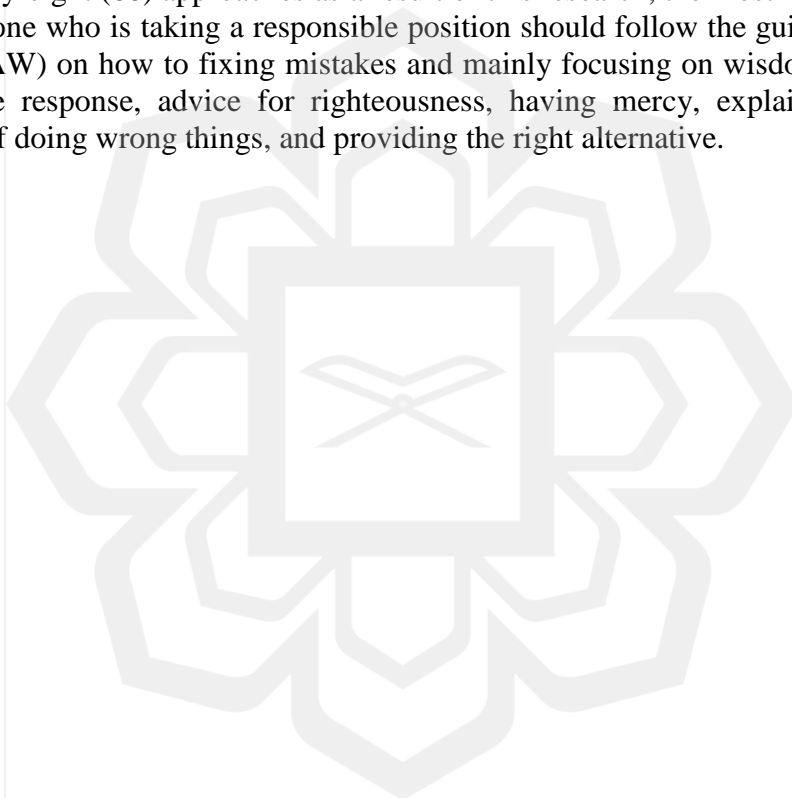 one who is taking a responsible position should follow the gui
AW) on how to fixing mistakes and mainly focusing on wisdo
e response, advice for righteousness, having mercy, explai
f doing wrong things, and providing the right alternative.